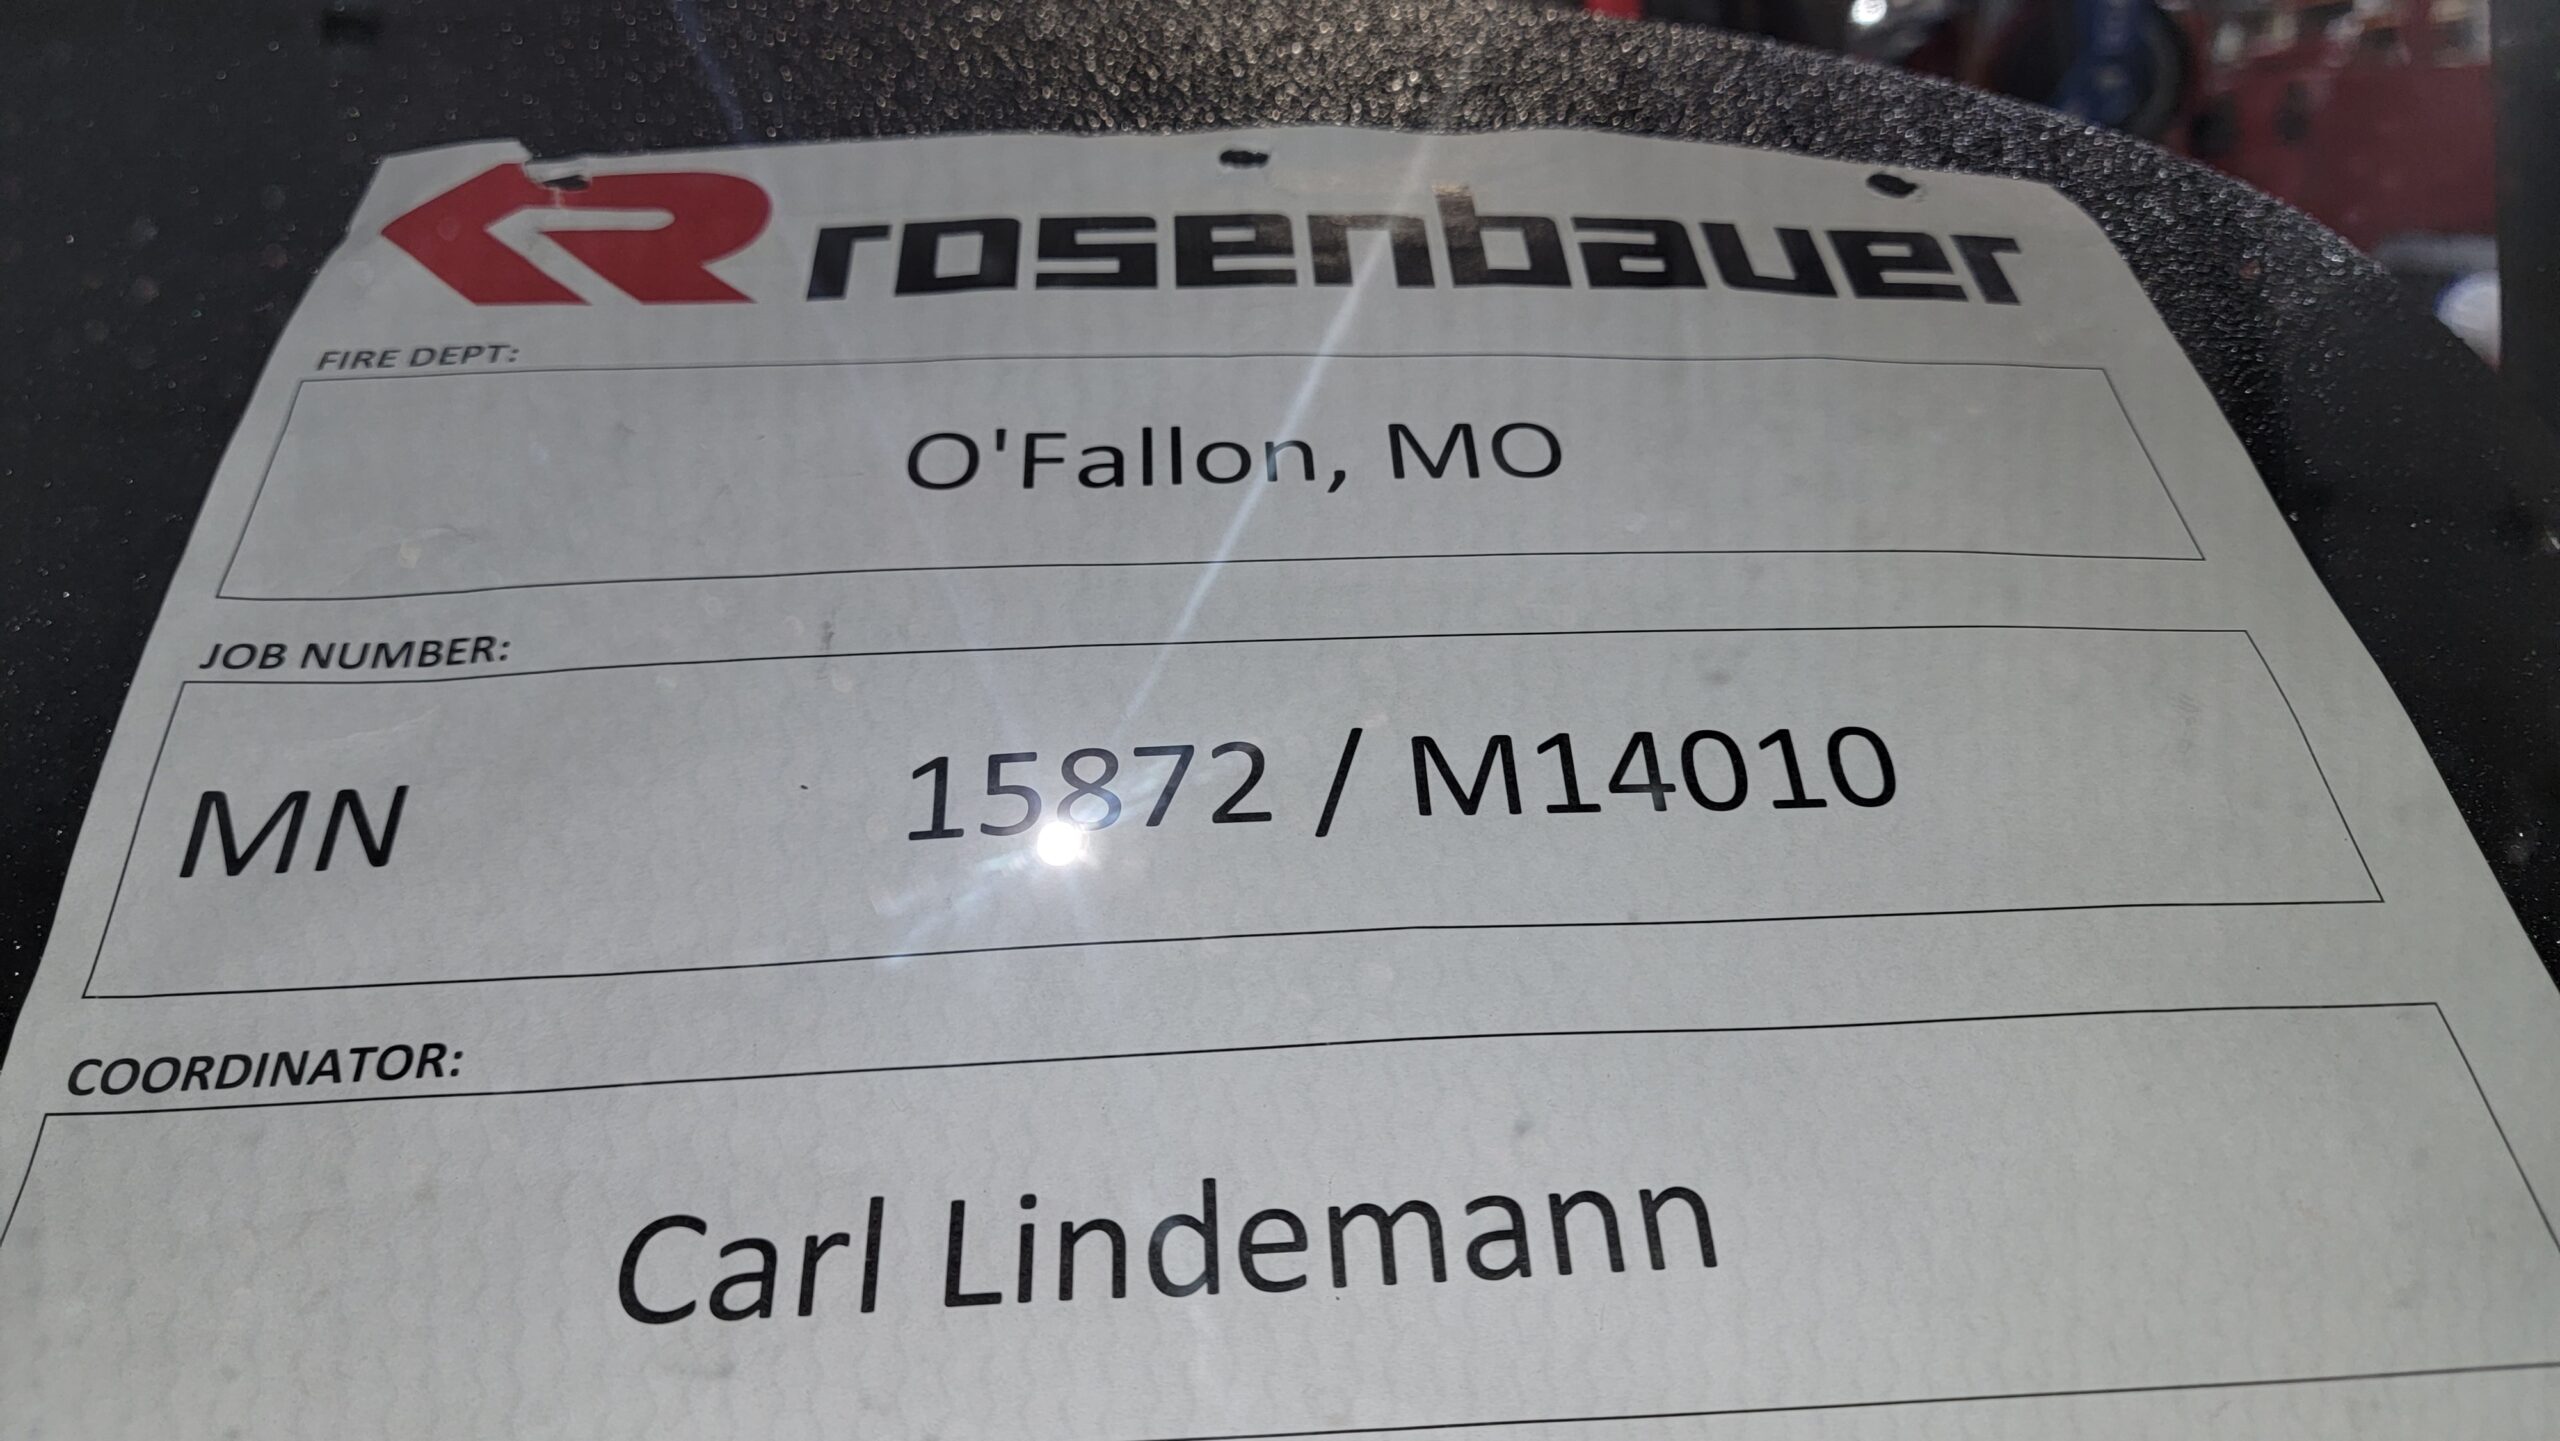 rosenbauer
FIRE DEPT:
O'Fallon, MO
JOB NUMBER:
MN 15872 / M14010
COORDINATOR:
Carl Lindemann